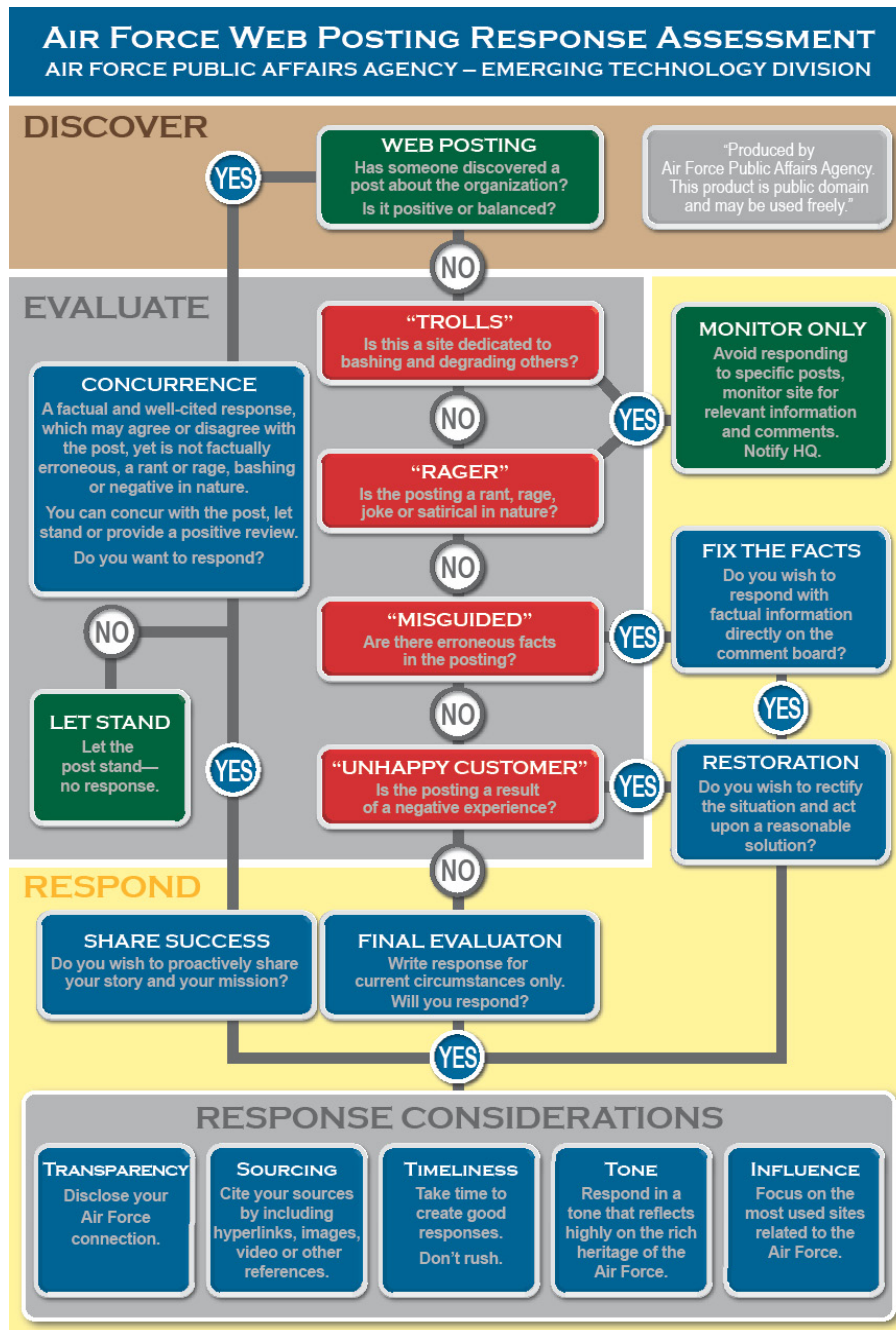 AIR FORCE WEB POSTING RESPONSE ASSESSMENT
AIR FORCE PUBLIC AFFAIRS AGENCY – EMERGING TECHNOLOGY DIVISION
DISCOVER
WEB POSTING
Has someone discovered a
post about the organization?
Is it positive or balanced?
"Produced by
Air Force Public Affairs Agency.
This product is public domain
and may be used freely."
YES
NO
EVALUATE
"TROLLS"
Is this a site dedicated to
bashing and degrading others?
MONITOR ONLY
Avoid responding
to specific posts,
monitor site for
relevant information
and comments.
Notify HQ.
CONCURRENCE
A factual and well-cited response,
which may agree or disagree with
the post, yet is not factually
erroneous, a rant or rage, bashing
or negative in nature.
You can concur with the post, let
stand or provide a positive review.
Do you want to respond?
NO
YES
"RAGER"
Is the posting a rant, rage,
joke or satirical in nature?
NO
FIX THE FACTS
Do you wish to
respond with
factual information
directly on the
comment board?
NO
"MISGUIDED"
Are there erroneous facts
in the posting?
YES
NO
YES
LET STAND
Let the
post stand—
no response.
YES
"UNHAPPY CUSTOMER"
Is the posting a result
of a negative experience?
YES
RESTORATION
Do you wish to rectify
the situation and act
upon a reasonable
solution?
NO
RESPOND
SHARE SUCCESS
Do you wish to proactively share
your story and your mission?
FINAL EVALUATON
Write response for
current circumstances only.
Will you respond?
YES
RESPONSE CONSIDERATIONS
TRANSPARENCY
Disclose your
Air Force
connection.
SOURCING
Cite your sources
by including
hyperlinks, images,
video or other
references.
TIMELINESS
Take time to
create good
responses.
Don't rush.
TONE
Respond in a
tone that reflects
highly on the rich
heritage of the
Air Force.
INFLUENCE
Focus on the
most used sites
related to the
Air Force.